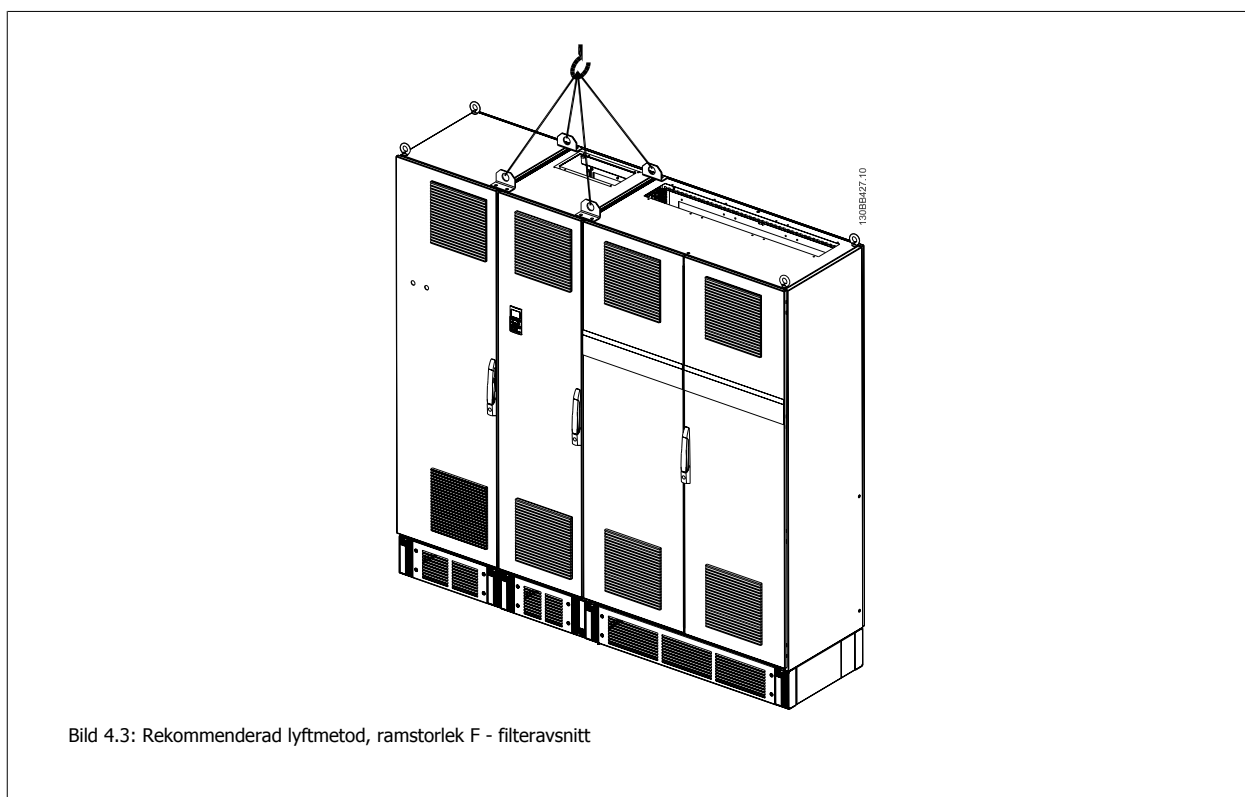 130BB427.10
Bild 4.3: Rekommenderad lyftmetod, ramstorlek F - filteravsnitt